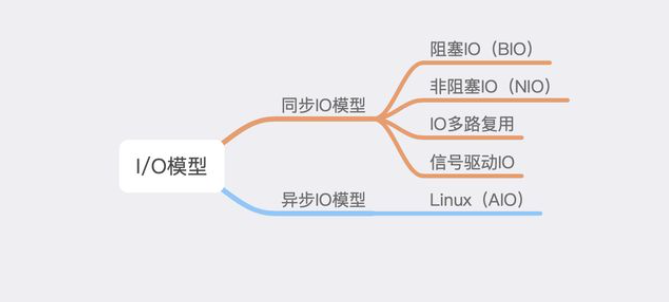 I/O模型
同步IO模型
阻塞IO（BIO）
非阻塞IO（NIO）
IO多路复用
信号驱动IO
异步IO模型
Linux（AIO）